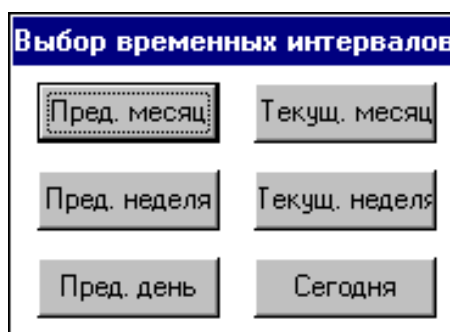 Выбор временных интервалов
Пред. месяц Текущ. месяц
Пред. неделя Текущ. неделя
Пред. день Сегодня